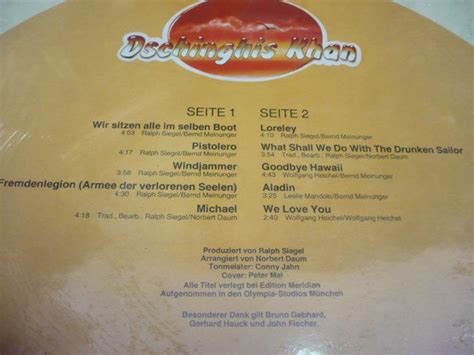 Dschinghis Khan
SEITE 1
Wir sitzen alle im selben Boot
4:03 Ralph Siegel/Bernd Meinunger
Pistolero
4:17 Ralph Siegel/Bernd Meinunger
Windjammer
3:58 Ralph Siegel/Bernd Meinunger
Fremdenlegion (Armee der verlorenen Seelen)
4:30 Ralph Siegel/Bernd Meinunger
Michael
4:18 Trad., Bearb.: Ralph Siegel/Norbert Daum
SEITE 2
Loreley
4:10 Ralph Siegel/Bernd Meinunger
What Shall We Do With The Drunken Sailor
3:54 Trad., Bearb.: Ralph Siegel/Norbert Daum
Goodbye Hawaii
4:43 Wolfgang Heichel/Bernd Meinunger
Aladin
3:25 Leslie Mandoki/Bernd Meinunger
We Love You
2:40 Wolfgang Heichel/Wolfgang Heichel
Produziert von Ralph Siegel
Arrangiert von Norbert Daum
Tonmeister: Conny Jahn
Cover: Peter Mai
Alle Titel verlegt bei Edition Meridian
Aufgenommen in den Olympia-Studios München
Besonderer Dank gilt Bruno Gebhard,
Gerhard Hauck und John Fischer.